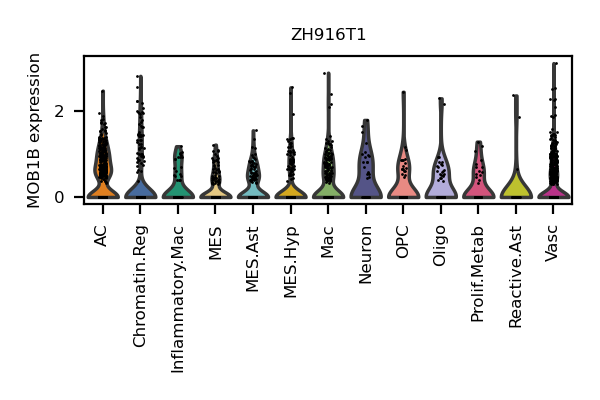 ZH916T1
MOB1B expression
2
0
AC
Chromatin.Reg
Inflammatory.Mac
MES
MES.Ast
MES.Hyp
Mac
Neuron
OPC
Oligo
Prolif.Metab
Reactive.Ast
Vasc